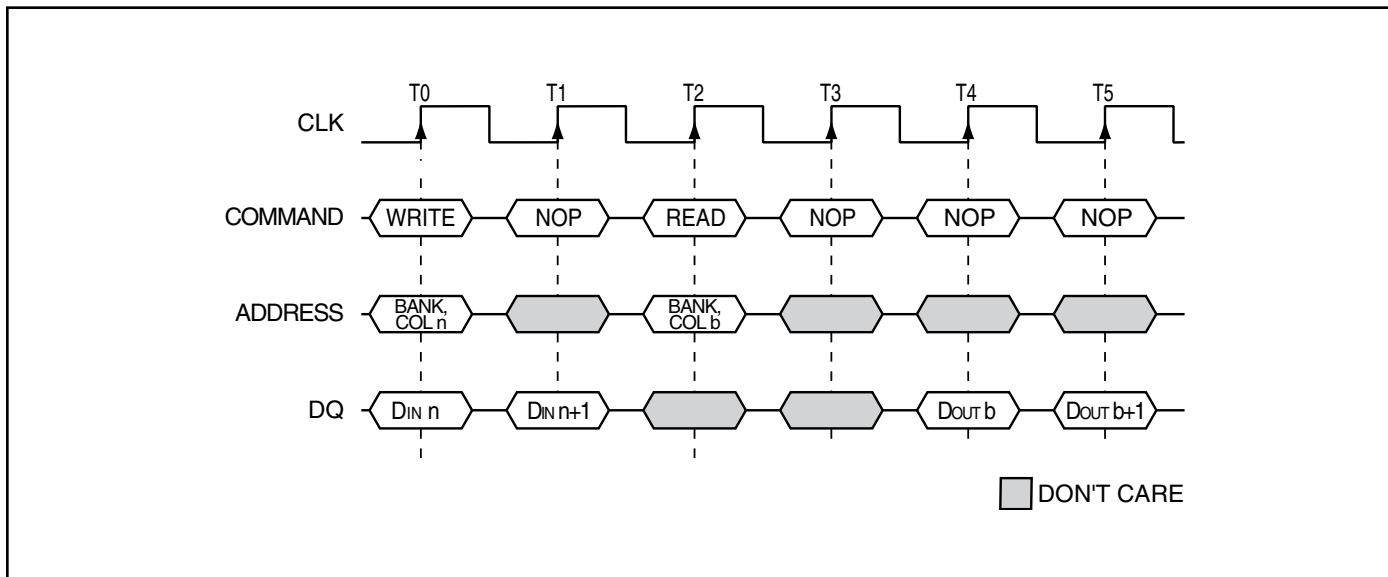 T0 T1 T2 T3 T4 T5
CLK
COMMAND WRITE NOP READ NOP NOP NOP
ADDRESS BANK, COL n BANK, COL b
DQ DIN n DIN n+1 DOUT b DOUT b+1
DON'T CARE